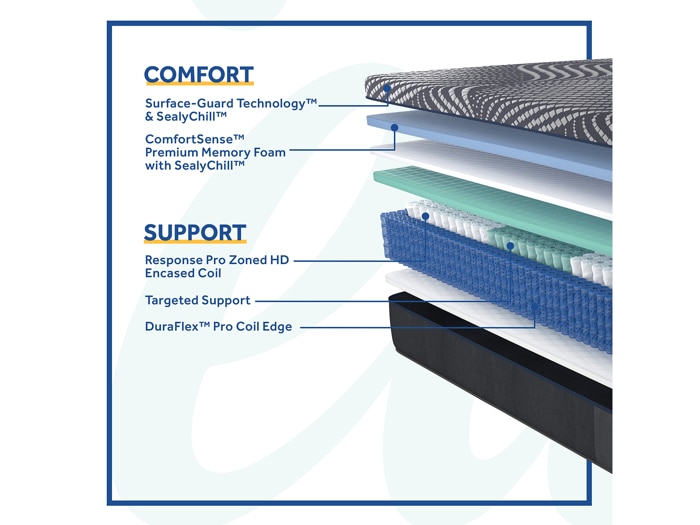 COMFORT
Surface-Guard Technology™
& SealyChill™
ComfortSense™
Premium Memory Foam
with SealyChill™
SUPPORT
Response Pro Zoned HD
Encased Coil
Targeted Support
DuraFlex™ Pro Coil Edge